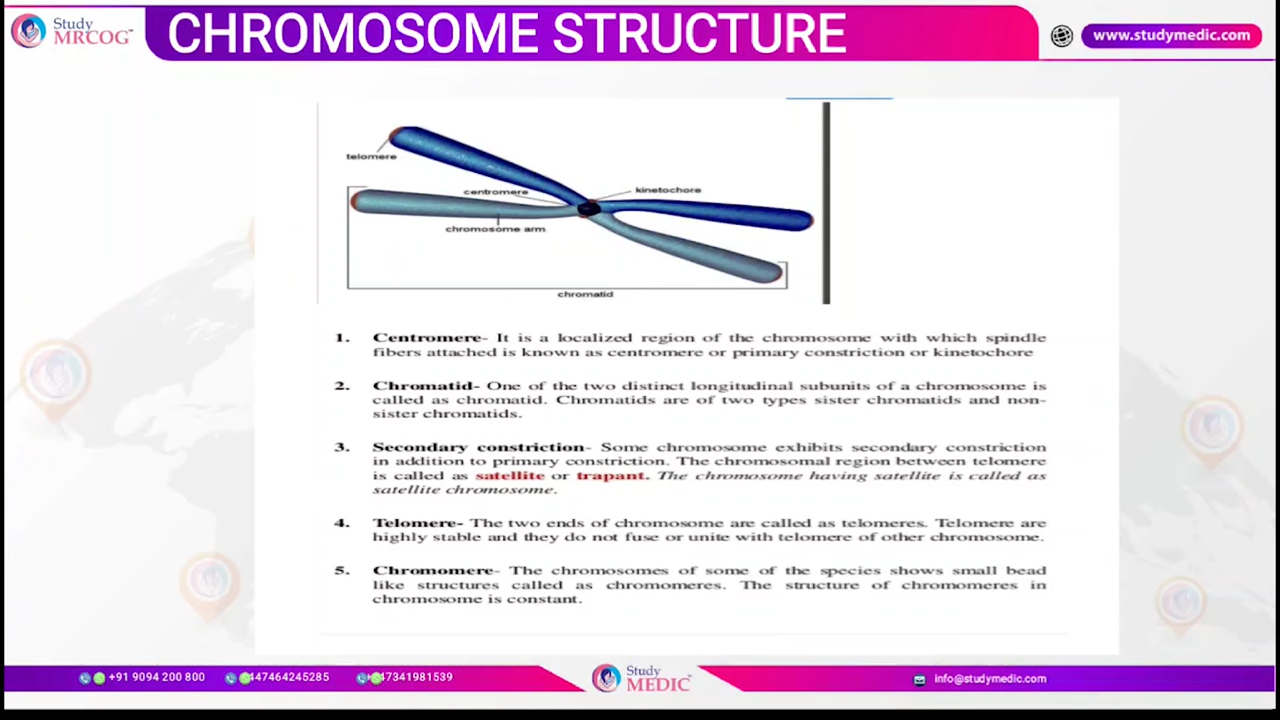 Study
MRCOG™
CHROMOSOME STRUCTURE
www.studymedic.com
telomere
centromere
kinetochore
chromosome arm
chromatid
1. Centromere- It is a localized region of the chromosome with which spindle
fibers attached is known as centromere or primary constriction or kinetochore
2. Chromatid- One of the two distinct longitudinal subunits of a chromosome is
called as chromatid. Chromatids are of two types sister chromatids and non-
sister chromatids.
3. Secondary constriction- Some chromosome exhibits secondary constriction
in addition to primary constriction. The chromosomal region between telomere
is called as satellite or trapant. The chromosome having satellite is called as
satellite chromosome.
4. Telomere- The two ends of chromosome are called as telomeres. Telomere are
highly stable and they do not fuse or unite with telomere of other chromosome.
5. Chromomere- The chromosomes of some of the species shows small bead
like structures called as chromomeres. The structure of chromomeres in
chromosome is constant.
+91 9094 200 800
447464245285
47341981539
Study
MEDIC™
info@studymedic.com